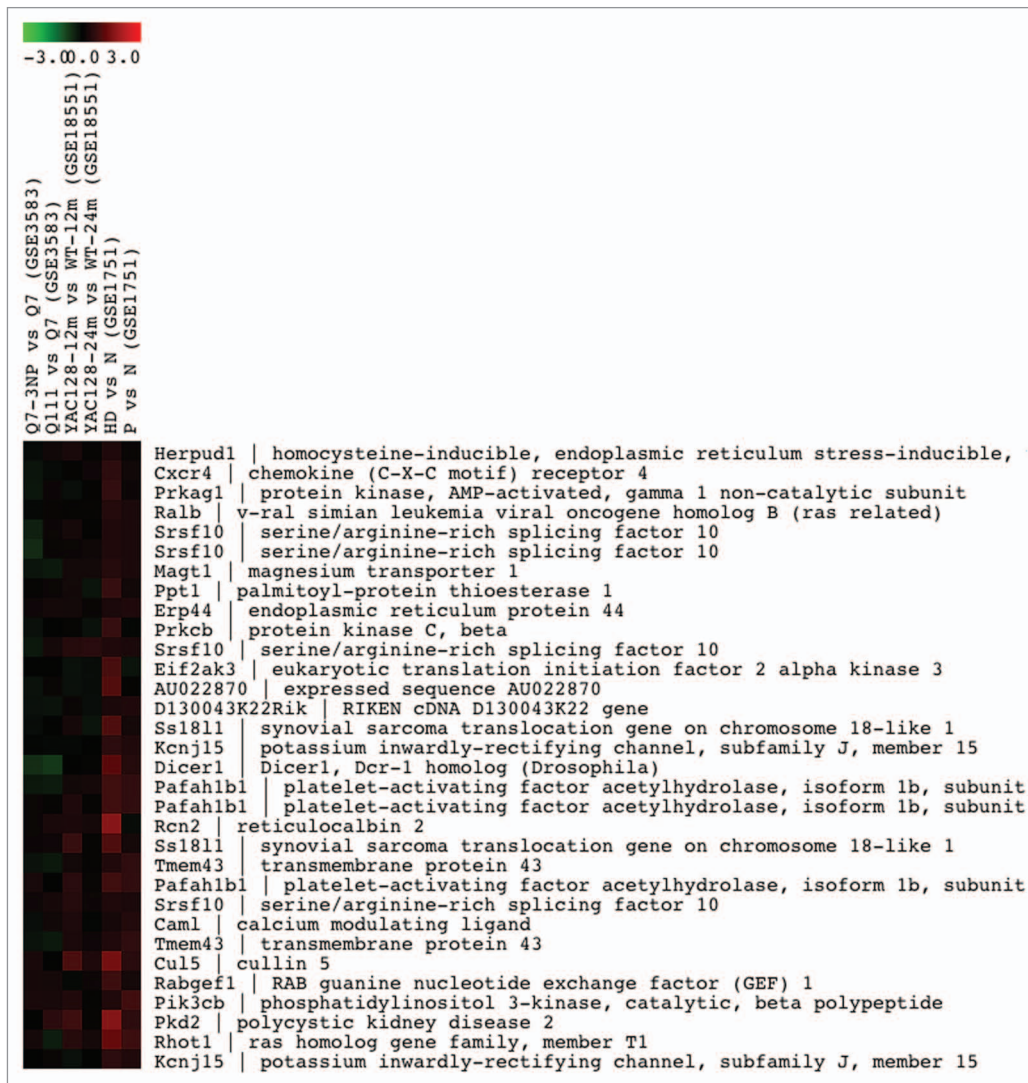 -3.0 0.0 3.0
Q7-3NP vs Q7 (GSE3583)
Q111 vs Q7 (GSE3583)
YAC128-12m vs WT-12m (GSE18551)
YAC128-24m vs WT-24m (GSE18551)
HD vs N (GSE1751)
P vs N (GSE1751)
Herpud1 | homocysteine-inducible, endoplasmic reticulum stress-inducible,
Cxcr4 | chemokine (C-X-C motif) receptor 4
Prkag1 | protein kinase, AMP-activated, gamma 1 non-catalytic subunit
Ralb | v-ral simian leukemia viral oncogene homolog B (ras related)
Srsf10 | serine/arginine-rich splicing factor 10
Srsf10 | serine/arginine-rich splicing factor 10
Magt1 | magnesium transporter 1
Ppt1 | palmitoyl-protein thioesterase 1
Erp44 | endoplasmic reticulum protein 44
Prkcb | protein kinase C, beta
Srsf10 | serine/arginine-rich splicing factor 10
Eif2ak3 | eukaryotic translation initiation factor 2 alpha kinase 3
AU022870 | expressed sequence AU022870
D130043K22Rik | RIKEN cDNA D130043K22 gene
Ss18l1 | synovial sarcoma translocation gene on chromosome 18-like 1
Kcnj15 | potassium inwardly-rectifying channel, subfamily J, member 15
Dicer1 | Dicer1, Dcr-1 homolog (Drosophila)
Pafah1b1 | platelet-activating factor acetylhydrolase, isoform 1b, subunit
Pafah1b1 | platelet-activating factor acetylhydrolase, isoform 1b, subunit
Rcn2 | reticulocalbin 2
Ss18l1 | synovial sarcoma translocation gene on chromosome 18-like 1
Tmem43 | transmembrane protein 43
Pafah1b1 | platelet-activating factor acetylhydrolase, isoform 1b, subunit
Srsf10 | serine/arginine-rich splicing factor 10
Caml | calcium modulating ligand
Tmem43 | transmembrane protein 43
Cul5 | cullin 5
Rabgef1 | RAB guanine nucleotide exchange factor (GEF) 1
Pik3cb | phosphatidylinositol 3-kinase, catalytic, beta polypeptide
Pkd2 | polycystic kidney disease 2
Rhot1 | ras homolog gene family, member T1
Kcnj15 | potassium inwardly-rectifying channel, subfamily J, member 15